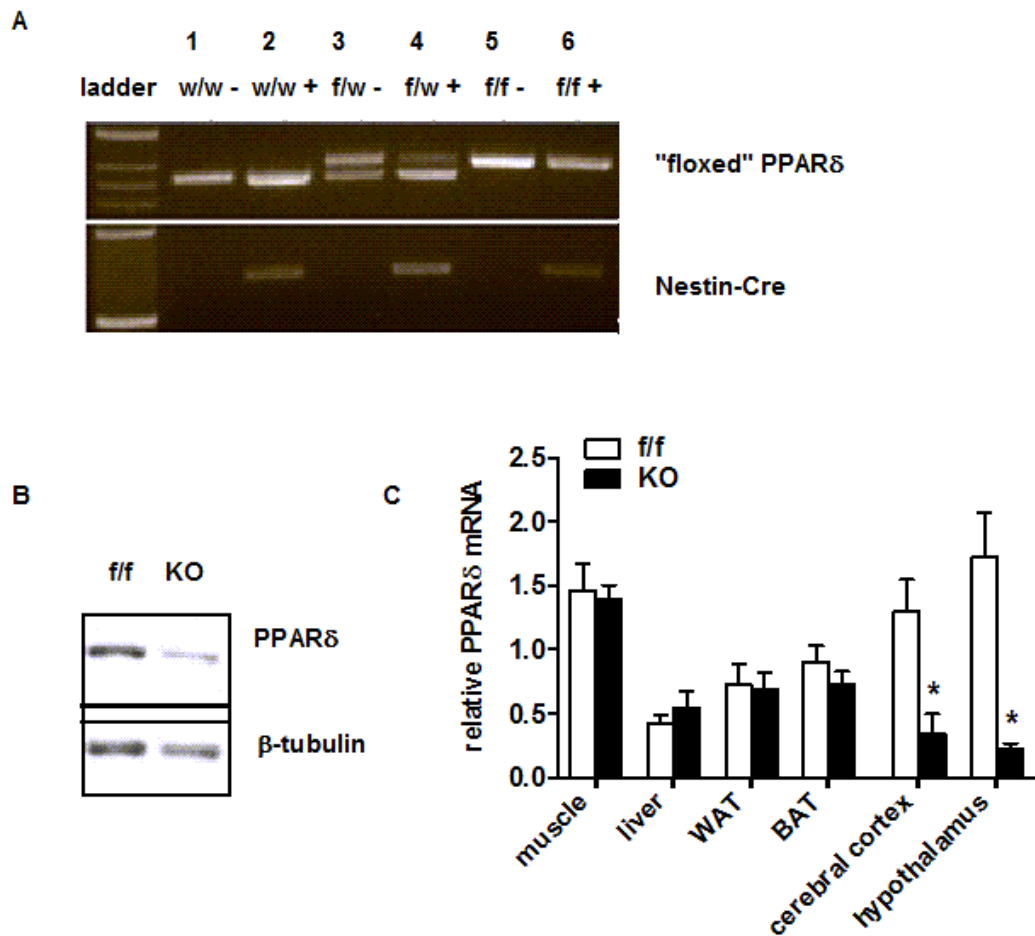 A
1 2 3 4 5 6
ladder w/w - w/w + f/w - f/w + f/f - f/f +
"floxed" PPARδ
Nestin-Cre
B
f/f KO
PPARδ
β-tubulin
C
f/f
KO
relative PPARδ mRNA
2.5
2.0
1.5
1.0
0.5
0.0
* *
muscle
liver
WAT
BAT
cerebral cortex
hypothalamus